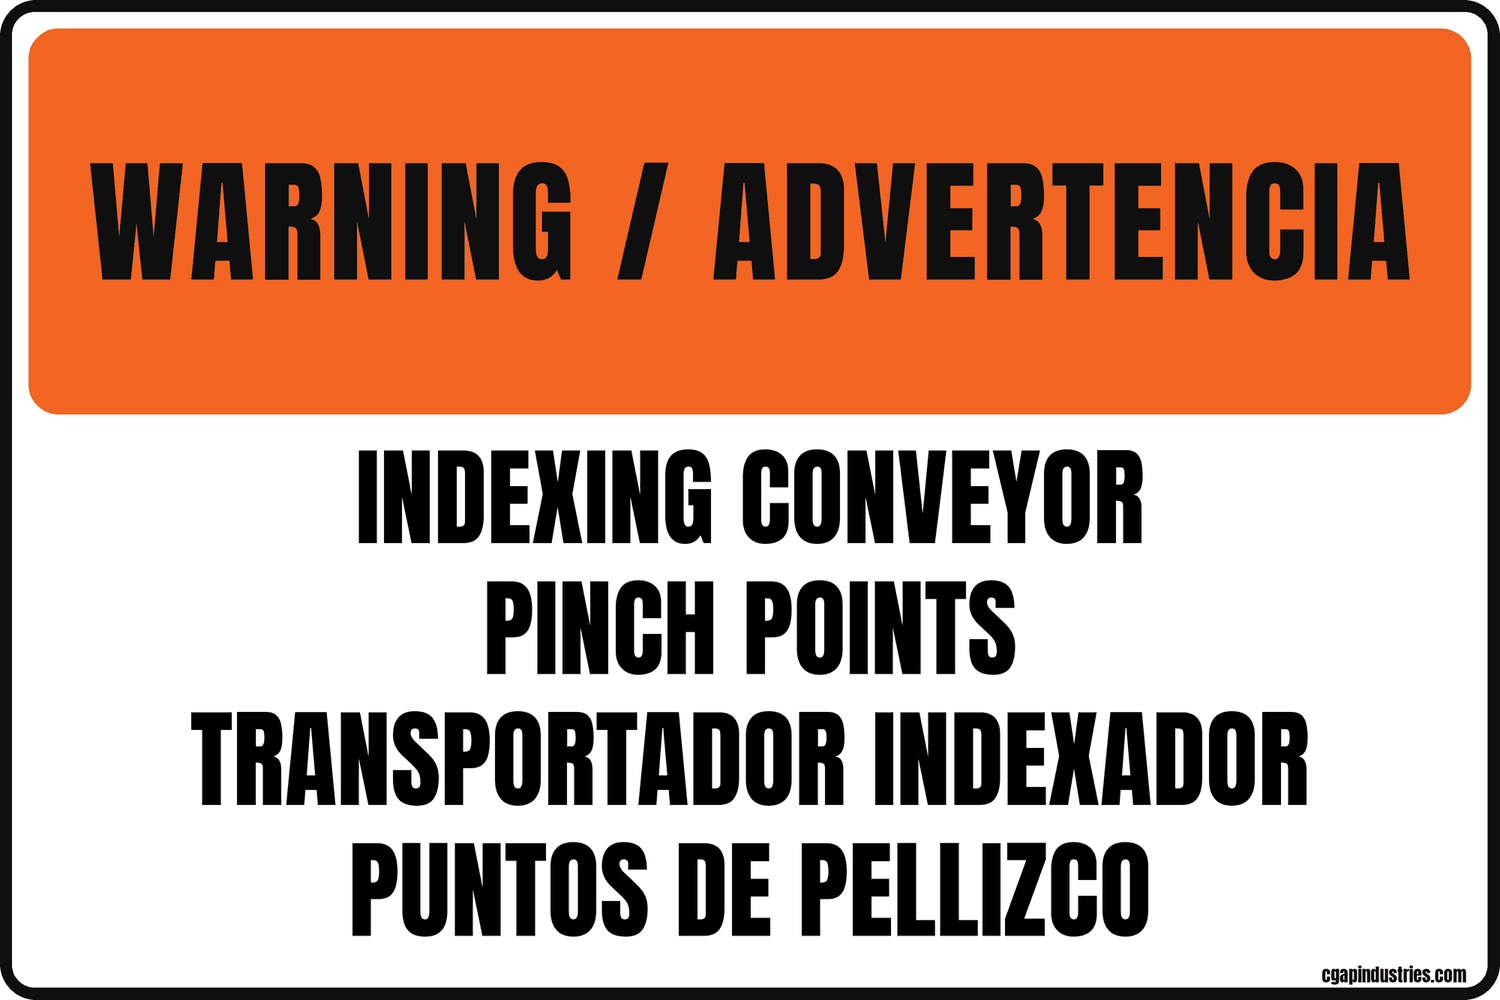 WARNING / ADVERTENCIA
INDEXING CONVEYOR
PINCH POINTS
TRANSPORTADOR INDEXADOR
PUNTOS DE PELLIZCO
cgapindustries.com